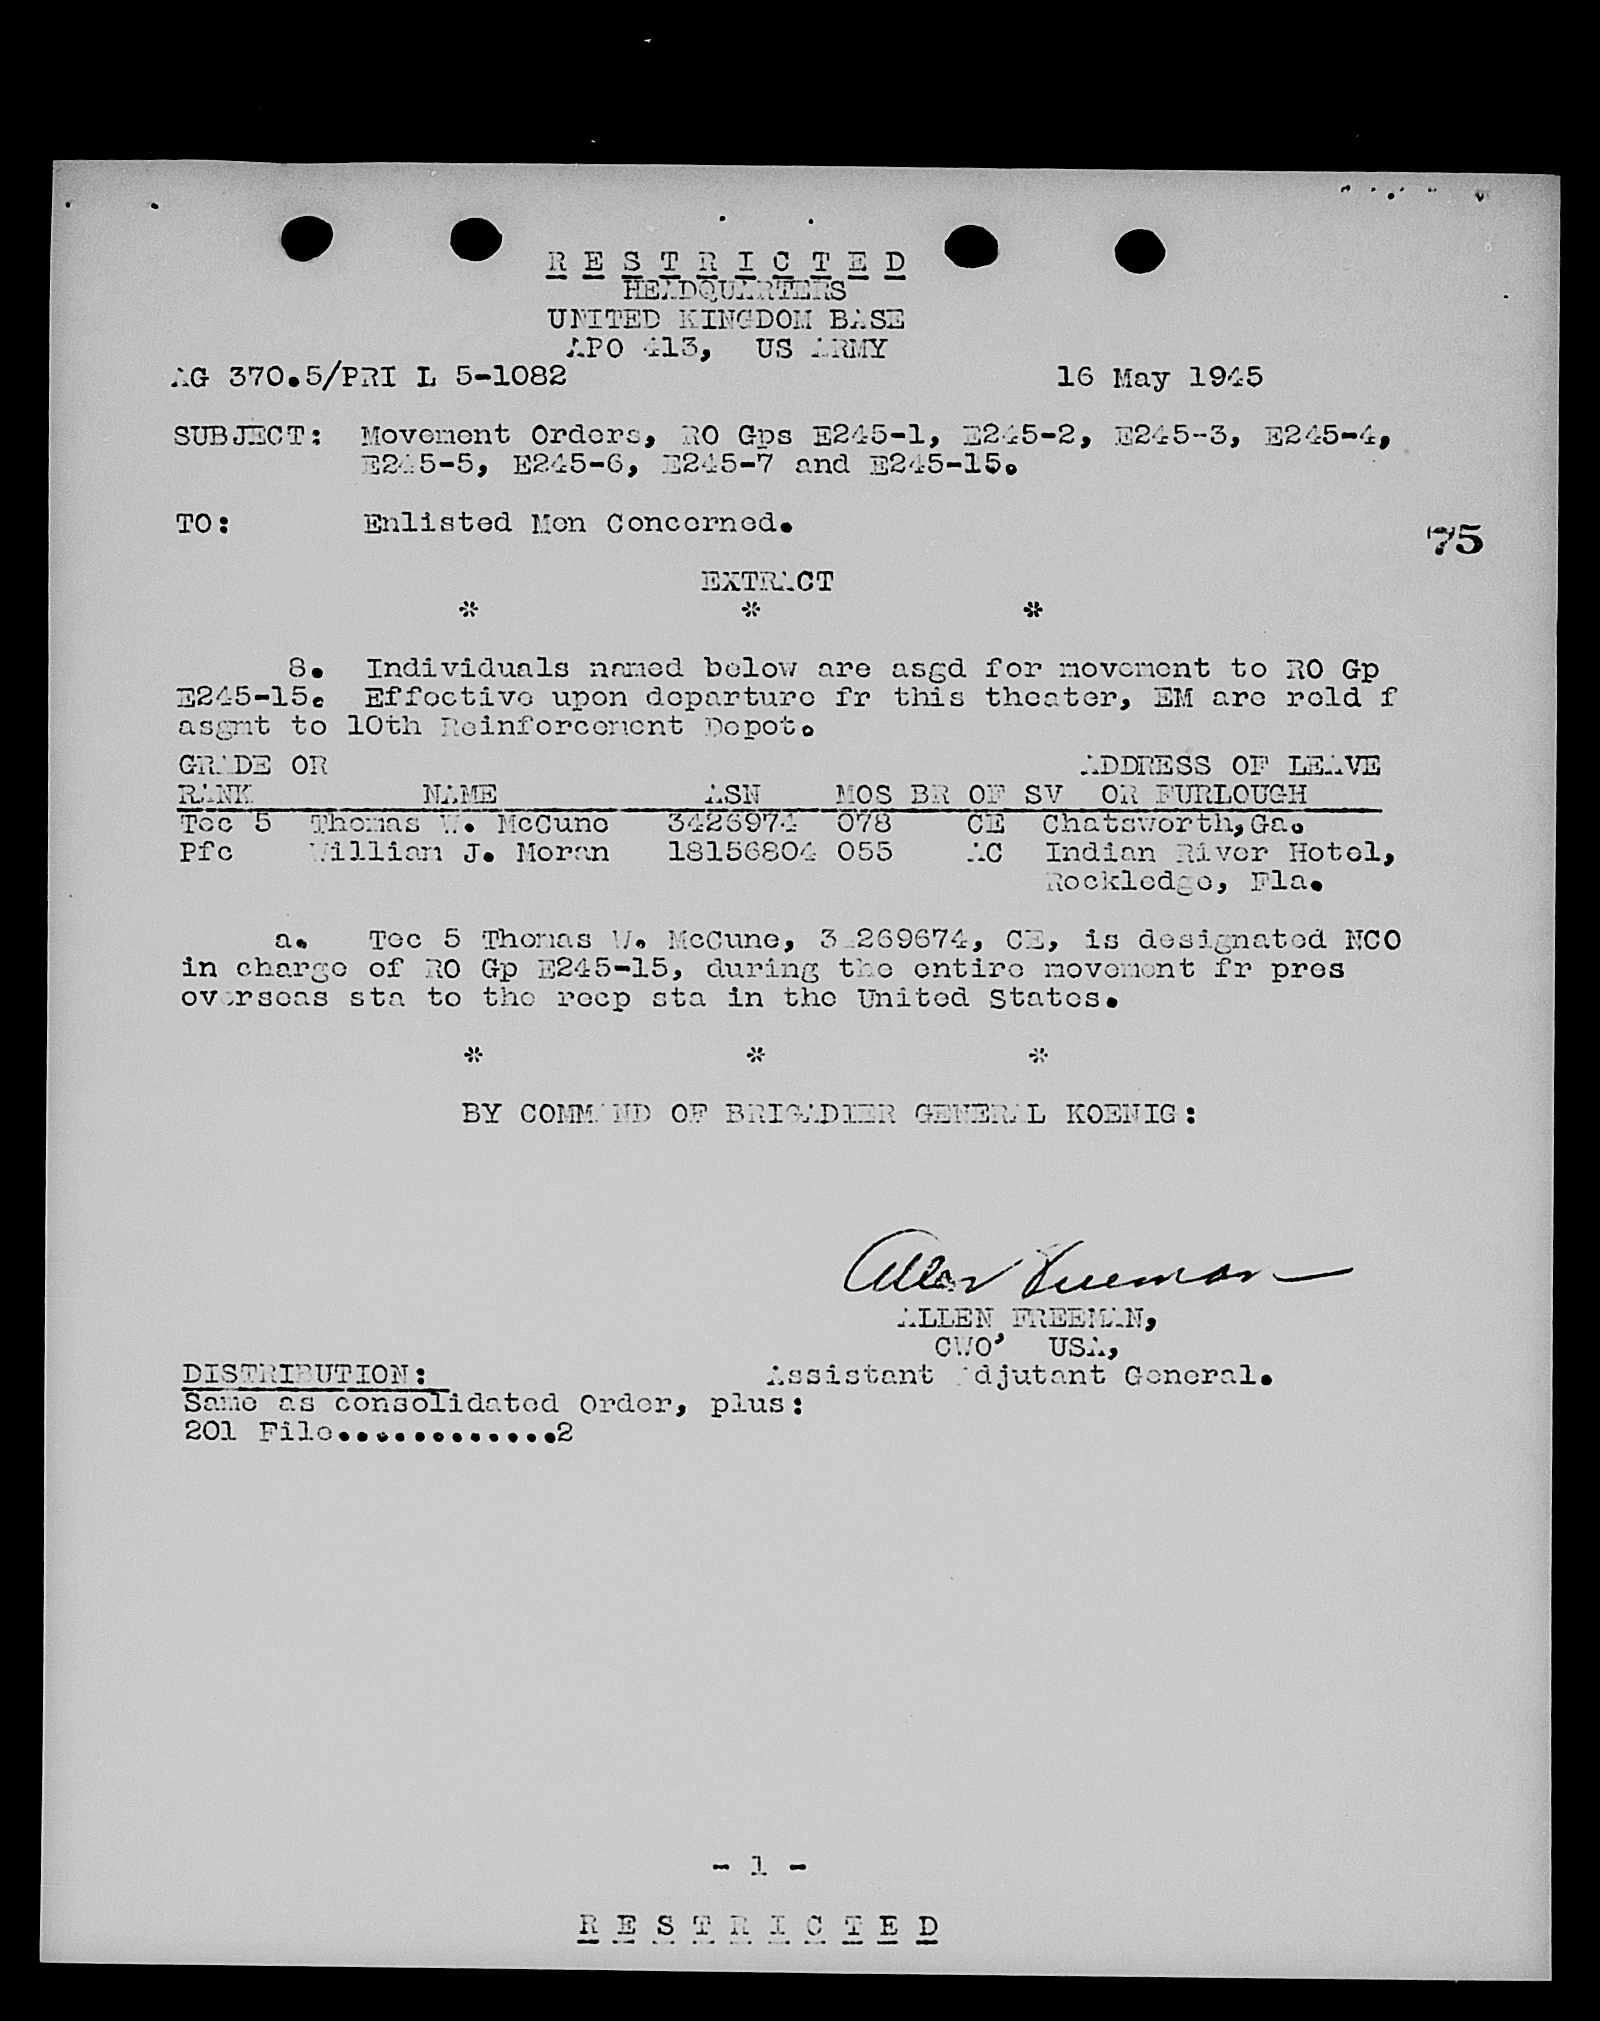 R E S T R I C T E D
HEADQUARTERS
UNITED KINGDOM BASE
APO 413, US ARMY
AG 370.5/PRI L 5-1082 16 May 1945
SUBJECT: Movement Orders, RO Gps E245-1, E245-2, E245-3, E245-4,
E245-5, E245-6, E245-7 and E245-15.
TO: Enlisted Men Concerned.
75
EXTRACT
* * *
8. Individuals named below are asgd for movement to RO Gp
E245-15. Effective upon departure fr this theater, EM are reld f
asgmt to 10th Reinforcement Depot.
GRADE OR ADDRESS OF LEAVE
RANK NAME ASN MOS BR OF SV OR FURLOUGH
Tec 5 Thomas W. McCune 3426974 078 CE Chatsworth,Ga.
Pfc William J. Moran 18156804 055 AC Indian River Hotel,
Rockledge, Fla.
a. Tec 5 Thomas W. McCune, 34269674, CE, is designated NCO
in charge of RO Gp E245-15, during the entire movement fr pres
overseas sta to the recp sta in the United States.
* * *
BY COMMAND OF BRIGADIER GENERAL KOENIG:
Allen Freeman
ALLEN FREEMAN,
CWO, USA,
DISTRIBUTION: Assistant Adjutant General.
Same as consolidated Order, plus:
201 File............2
- 1 -
R E S T R I C T E D